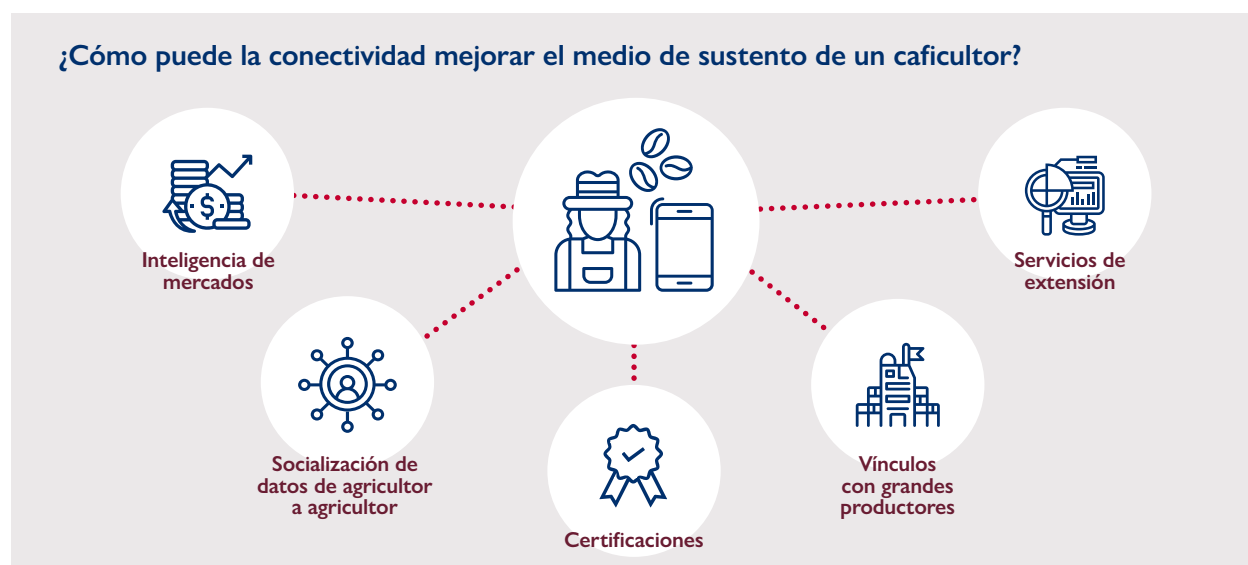 ¿Cómo puede la conectividad mejorar el medio de sustento de un caficultor?
$
Inteligencia de
mercados
Servicios de
extensión
Socialización de
datos de agricultor
a agricultor
Certificaciones
Vínculos
con grandes
productores